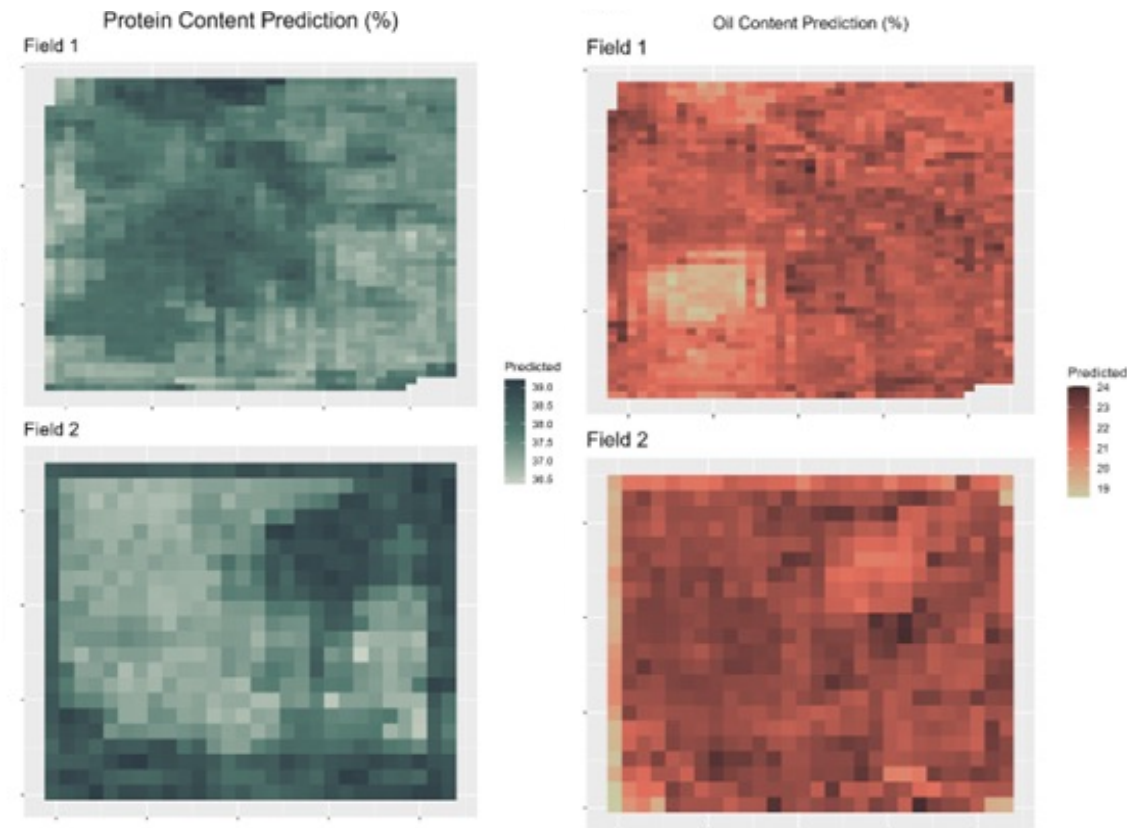 Protein Content Prediction (%)
Field 1
Predicted
39.0
38.5
38.0
37.5
37.0
36.5
Field 2
Oil Content Prediction (%)
Field 1
Predicted
24
23
22
21
20
19
Field 2